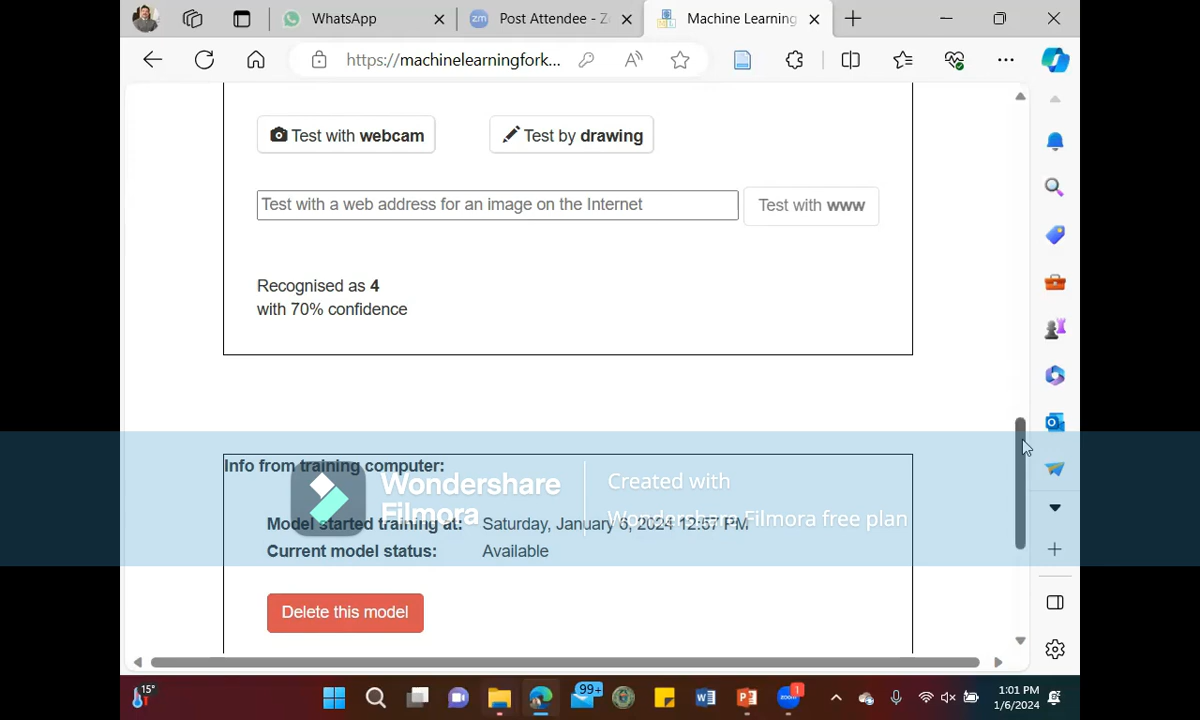 WhatsApp
zm
Post Attendee - Z
Machine Learning
https://machinelearningfork...
Test with webcam
Test by drawing
Test with a web address for an image on the Internet
Test with www
Recognised as 4
with 70% confidence
Info from training computer:
Wondershare
Filmora
Created with
Wondershare Filmora free plan
Model started training at: Saturday, January 6, 2024 12:57 PM
Current model status: Available
Delete this model
15°
99+
1
1:01 PM
1/6/2024